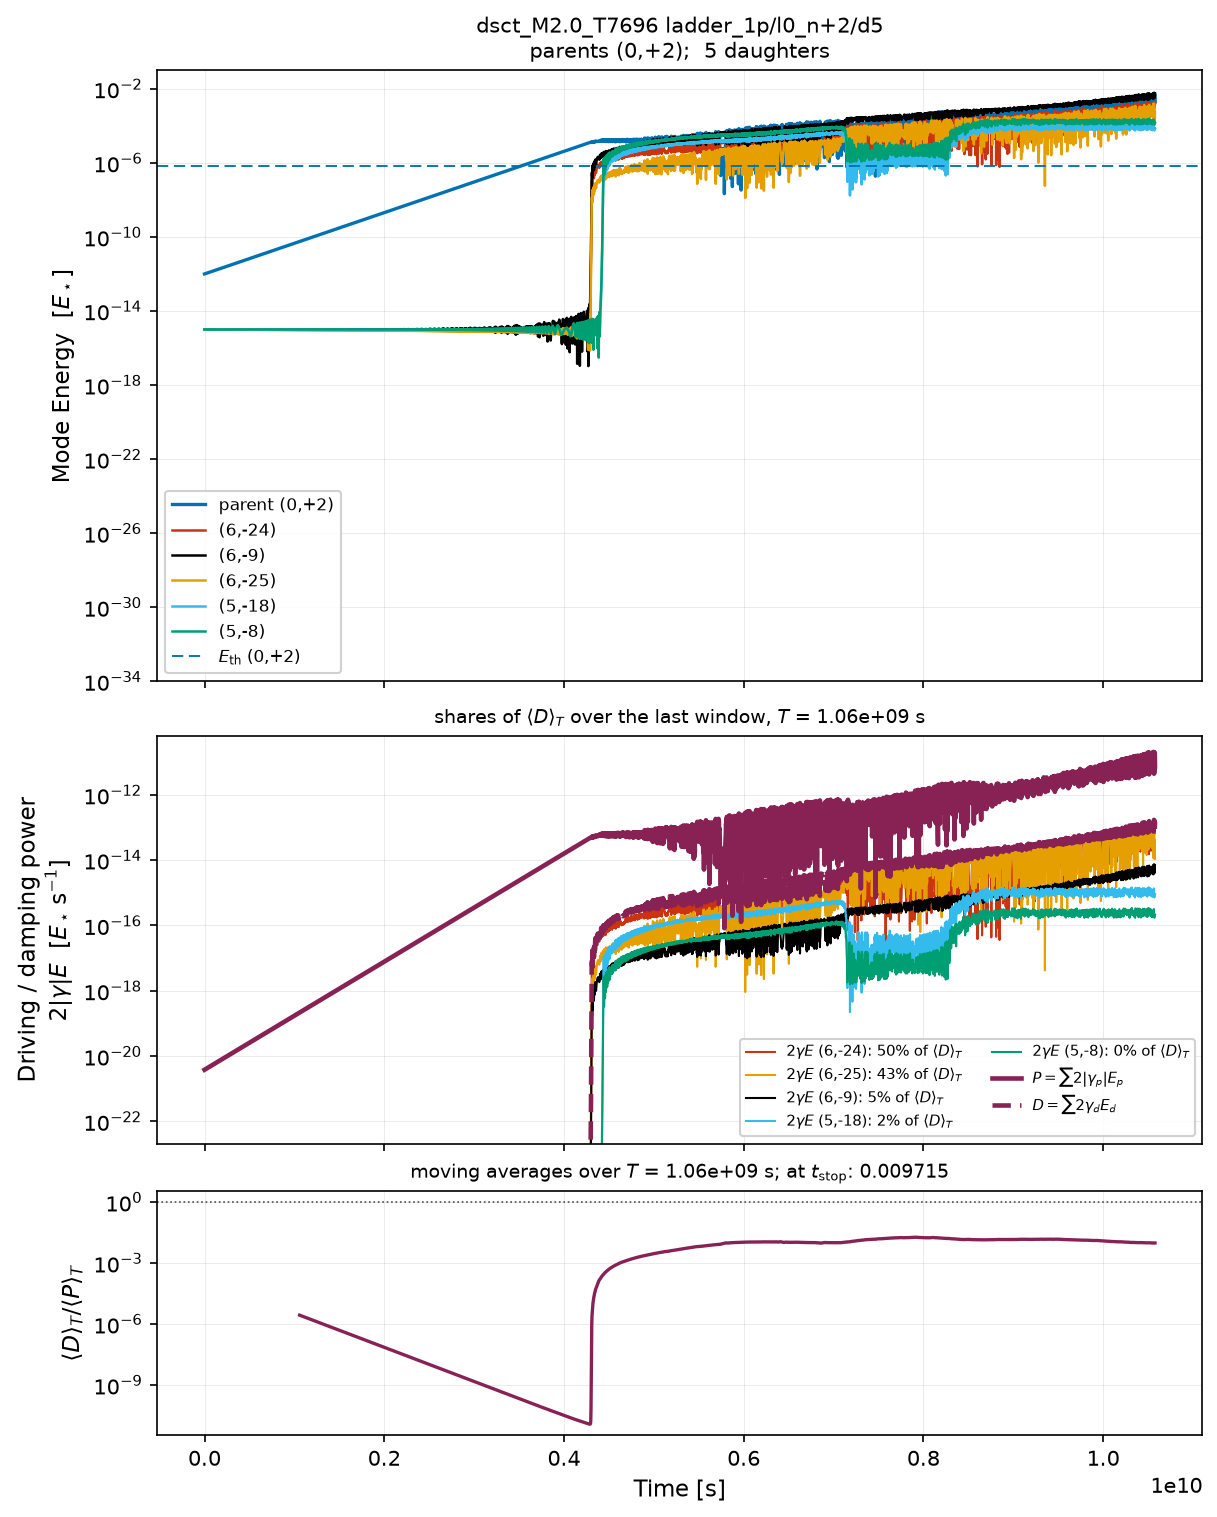 dsct_M2.0_T7696 ladder_1p/l0_n+2/d5
parents (0,+2);  5 daughters
Mode Energy  [E⋆]
10⁻²
10⁻⁶
10⁻¹⁰
10⁻¹⁴
10⁻¹⁸
10⁻²²
10⁻²⁶
10⁻³⁰
10⁻³⁴
parent (0,+2)
(6,-24)
(6,-9)
(6,-25)
(5,-18)
(5,-8)
E_th (0,+2)
shares of ⟨D⟩_T over the last window, T = 1.06e+09 s
Driving / damping power
2|γ|E  [E⋆ s⁻¹]
10⁻¹²
10⁻¹⁴
10⁻¹⁶
10⁻¹⁸
10⁻²⁰
10⁻²²
2γE (6,-24): 50% of ⟨D⟩_T
2γE (6,-25): 43% of ⟨D⟩_T
2γE (6,-9): 5% of ⟨D⟩_T
2γE (5,-18): 2% of ⟨D⟩_T
2γE (5,-8): 0% of ⟨D⟩_T
P = ∑2|γ_p|E_p
D = ∑2γ_dE_d
moving averages over T = 1.06e+09 s; at t_stop: 0.009715
⟨D⟩_T/⟨P⟩_T
10⁰
10⁻³
10⁻⁶
10⁻⁹
0.0
0.2
0.4
0.6
0.8
1.0
1e10
Time [s]